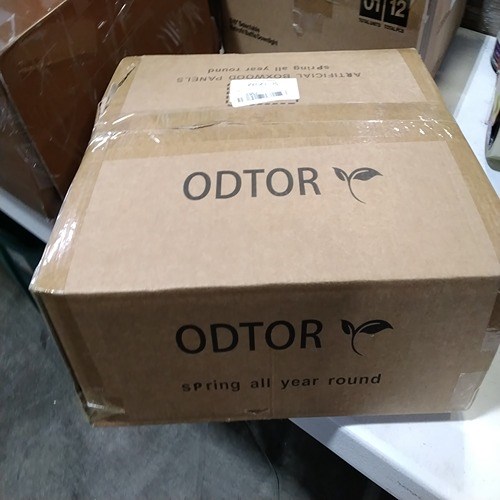 01 12
sPring all year round
ARTIFICIAL BOXWOOD PANELS
ODTOR
ODTOR
sPring all year round